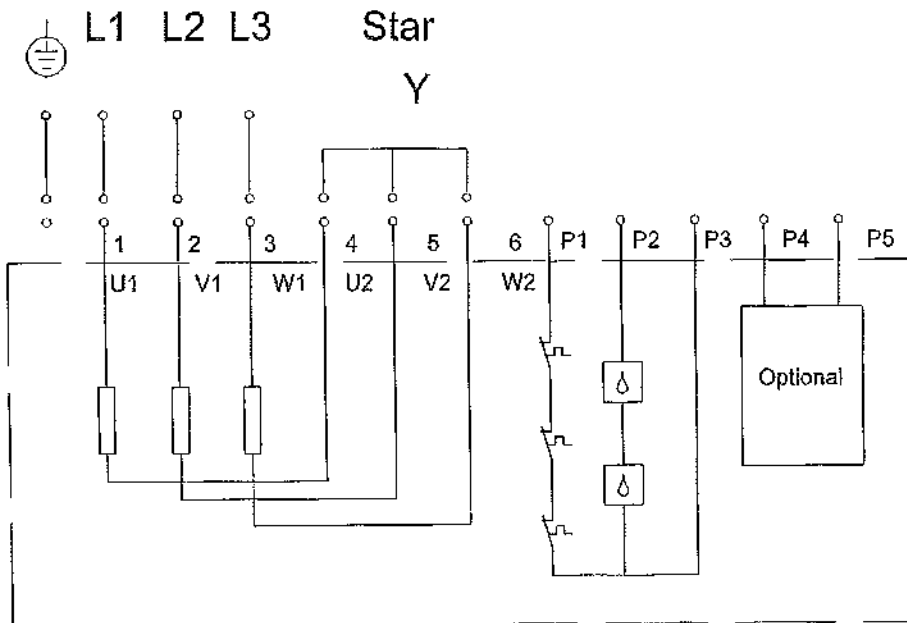 L1 L2 L3 Star
Y
1 2 3 4 5 6 P1 P2 P3 P4 P5
U1 V1 W1 U2 V2 W2
Optional